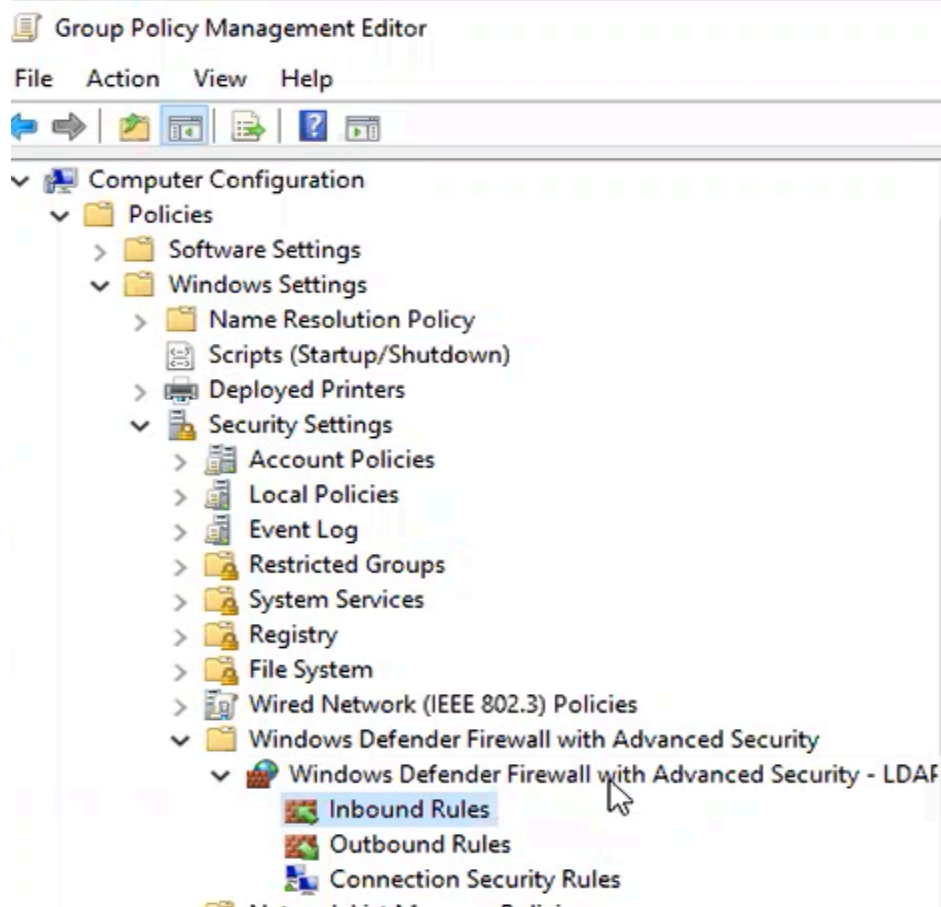 Group Policy Management Editor
File Action View Help
Computer Configuration
Policies
Software Settings
Windows Settings
Name Resolution Policy
Scripts (Startup/Shutdown)
Deployed Printers
Security Settings
Account Policies
Local Policies
Event Log
Restricted Groups
System Services
Registry
File System
Wired Network (IEEE 802.3) Policies
Windows Defender Firewall with Advanced Security
Windows Defender Firewall with Advanced Security -
Inbound Rules
Outbound Rules
Connection Security Rules